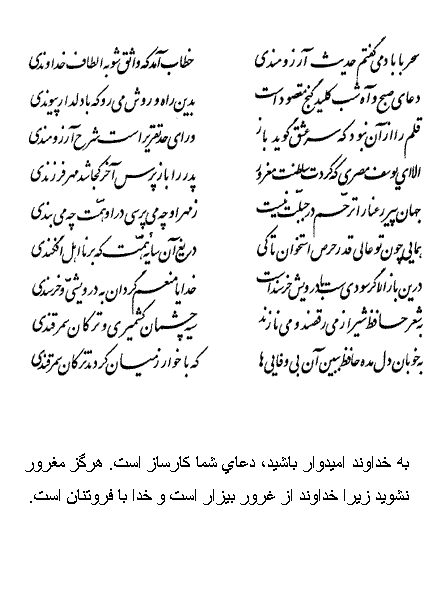 سحر با باد می‌گفتم حدیث آرزومندی خطاب آمد که واثق شو به الطاف خداوندی
دعای صبح و آه شب کلید گنج مقصود است بدین راه و روش می‌رو که با دلدار پیوندی
قلم را آن زبان نبود که سر عشق گوید باز ورای حد تقریر است شرح آرزومندی
الا ای یوسف مصری که کردت سلطنت مغرور پدر را باز پرس آخر کجا شد مهر فرزندی
جهان پیر رعنا را ترحم در جبلت نیست ز مهر او چه می‌پرسی در او همت چه می‌بندی
همایی چون تو عالی قدر حرص استخوان تا کی دریغ آن سایه همت که بر نااهل افکندی
درین بازار اگر سودی است با درویش خرسند است خدایا منعمم گردان به درویشی و خرسندی
به شعر حافظ شیراز می‌رقصند و می‌نازند سیه چشمان کشمیری و ترکان سمرقندی
به خوبان دل مده حافظ ببین آن بی‌وفایی‌ها که با خوارزمیان کردند ترکان سمرقندی
به خداوند اميدوار باشيد، دعاي شما كارساز است. هرگز مغرور
نشويد زيرا خداوند از غرور بيزار است و خدا با فروتنان است.